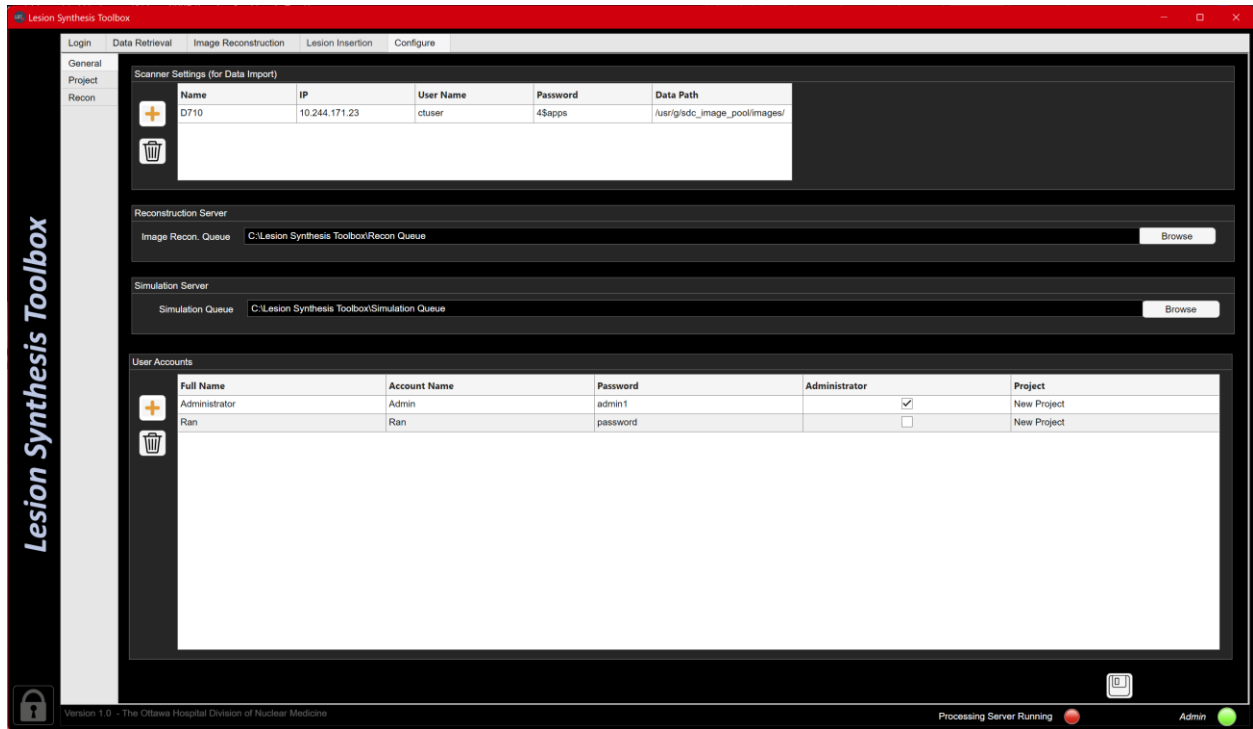 Lesion Synthesis Toolbox
Login Data Retrieval Image Reconstruction Lesion Insertion Configure
General
Project
Recon
Scanner Settings (for Data Import)
Name IP User Name Password Data Path
D710 10.244.171.23 ctuser 4$apps /usr/g/sdc_image_pool/images/
Reconstruction Server
Image Recon. Queue C:\Lesion Synthesis Toolbox\Recon Queue Browse
Simulation Server
Simulation Queue C:\Lesion Synthesis Toolbox\Simulation Queue Browse
User Accounts
Full Name Account Name Password Administrator Project
Administrator Admin admin1 New Project
Ran Ran password New Project
Lesion Synthesis Toolbox
Version 1.0 - The Ottawa Hospital Division of Nuclear Medicine
Processing Server Running
Admin